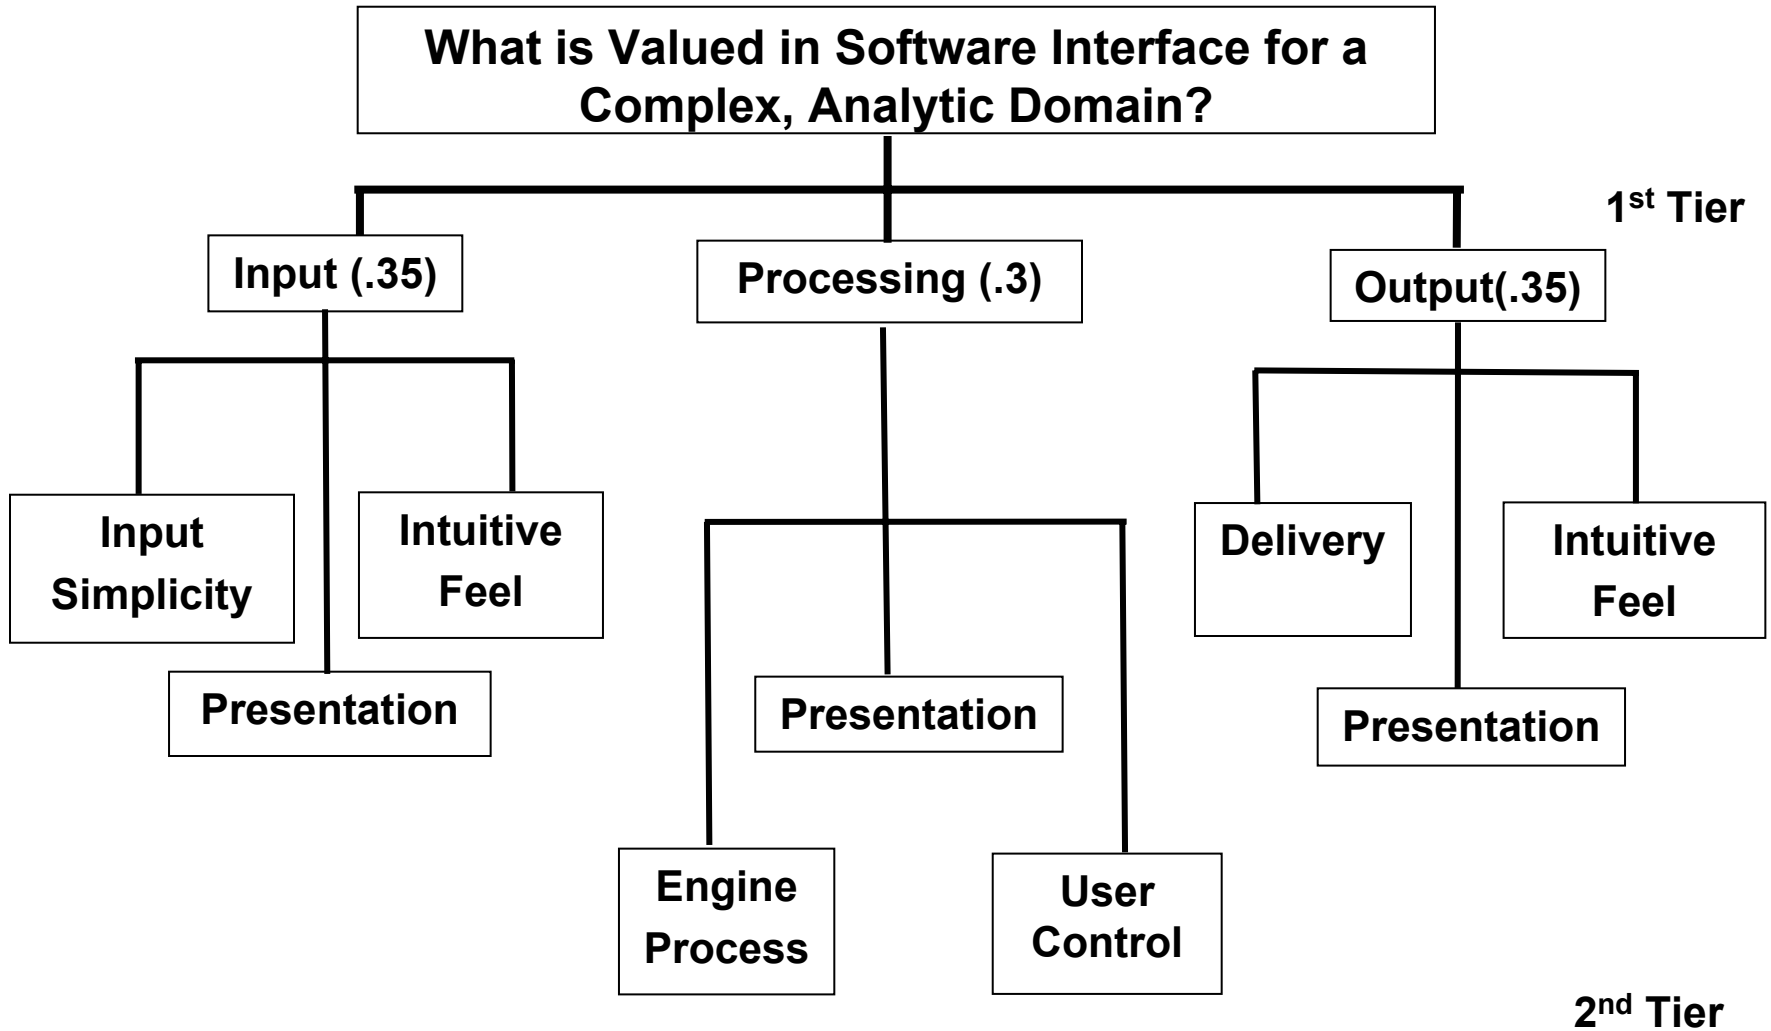 What is Valued in Software Interface for a
Complex, Analytic Domain?
1st Tier
Input (.35)
Processing (.3)
Output(.35)
Input
Simplicity
Intuitive
Feel
Delivery
Intuitive
Feel
Presentation
Presentation
Presentation
Engine
Process
User
Control
2nd Tier